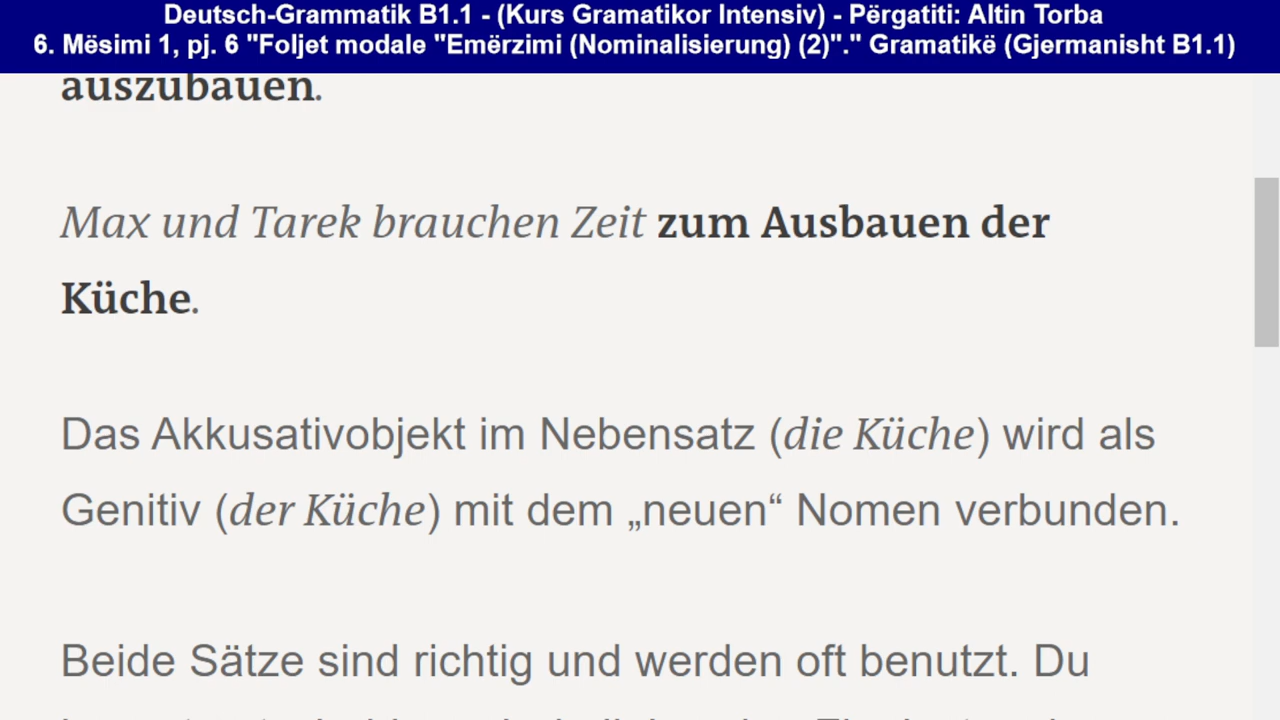 Deutsch-Grammatik B1.1 - (Kurs Gramatikor Intensiv) - Përgatiti: Altin Torba
6. Mësimi 1, pj. 6 "Foljet modale "Emërzimi (Nominalisierung) (2)"." Gramatikë (Gjermanisht B1.1)
auszubauen.
Max und Tarek brauchen Zeit zum Ausbauen der
Küche.
Das Akkusativobjekt im Nebensatz (die Küche) wird als
Genitiv (der Küche) mit dem „neuen“ Nomen verbunden.
Beide Sätze sind richtig und werden oft benutzt. Du